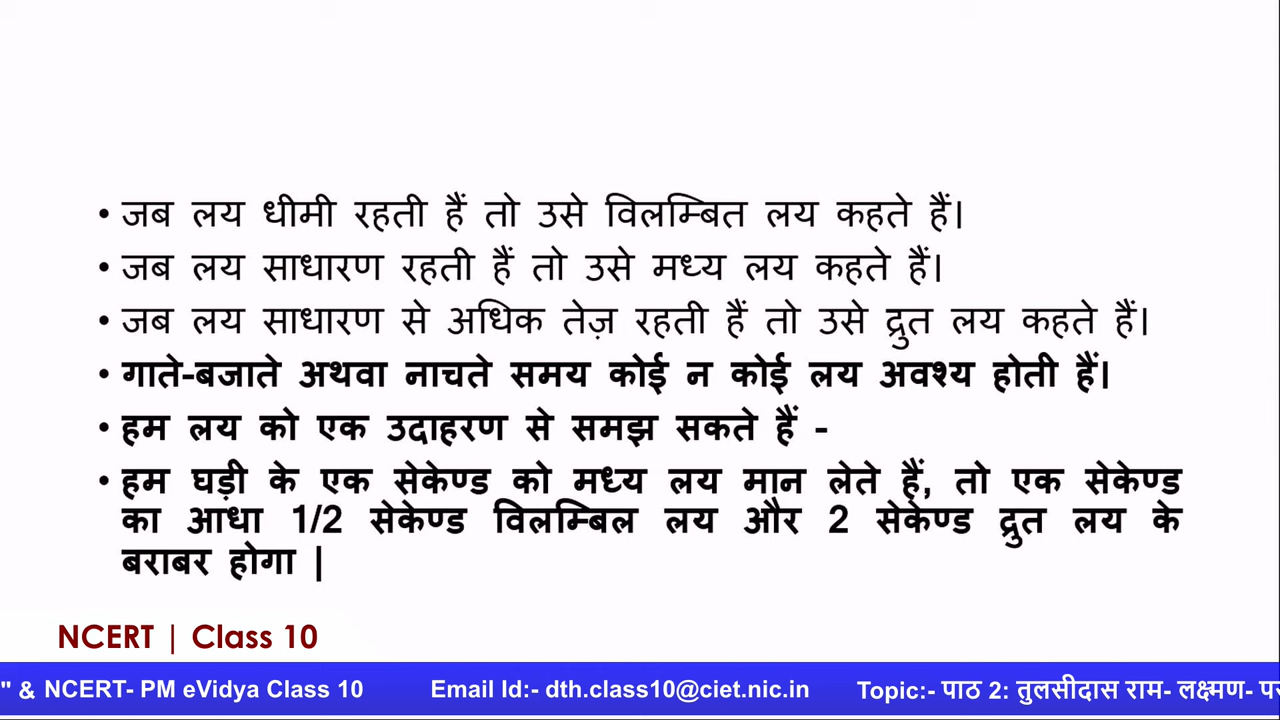 • जब लय धीमी रहती हैं तो उसे विलम्बित लय कहते हैं।
• जब लय साधारण रहती हैं तो उसे मध्य लय कहते हैं।
• जब लय साधारण से अधिक तेज़ रहती हैं तो उसे द्रुत लय कहते हैं।
• गाते-बजाते अथवा नाचते समय कोई न कोई लय अवश्य होती हैं।
• हम लय को एक उदाहरण से समझ सकते हैं -
• हम घड़ी के एक सेकेण्ड को मध्य लय मान लेते हैं, तो एक सेकेण्ड
का आधा 1/2 सेकेण्ड विलम्बिल लय और 2 सेकेण्ड द्रुत लय के
बराबर होगा |
NCERT | Class 10
" & NCERT- PM eVidya Class 10 Email Id:- dth.class10@ciet.nic.in Topic:- पाठ 2: तुलसीदास राम- लक्ष्मण-